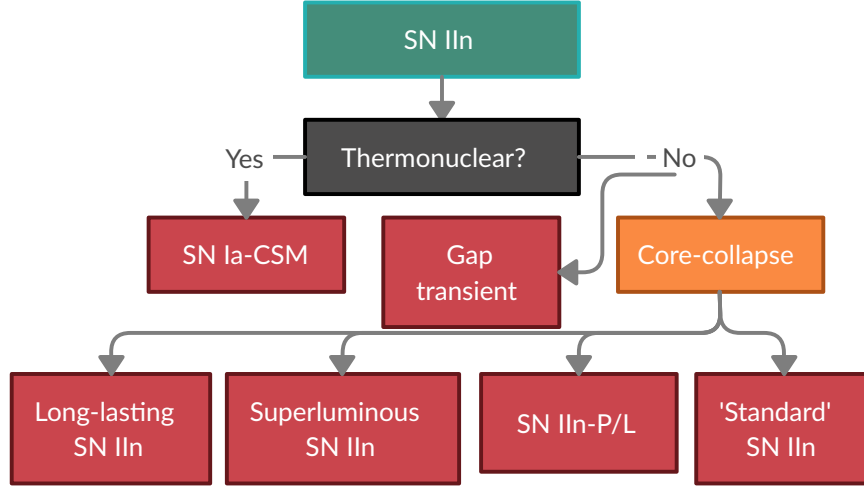 SN IIn
Thermonuclear?
Yes
No
SN Ia-CSM
Gap
transient
Core-collapse
Long-lasting
SN IIn
Superluminous
SN IIn
SN IIn-P/L
'Standard'
SN IIn